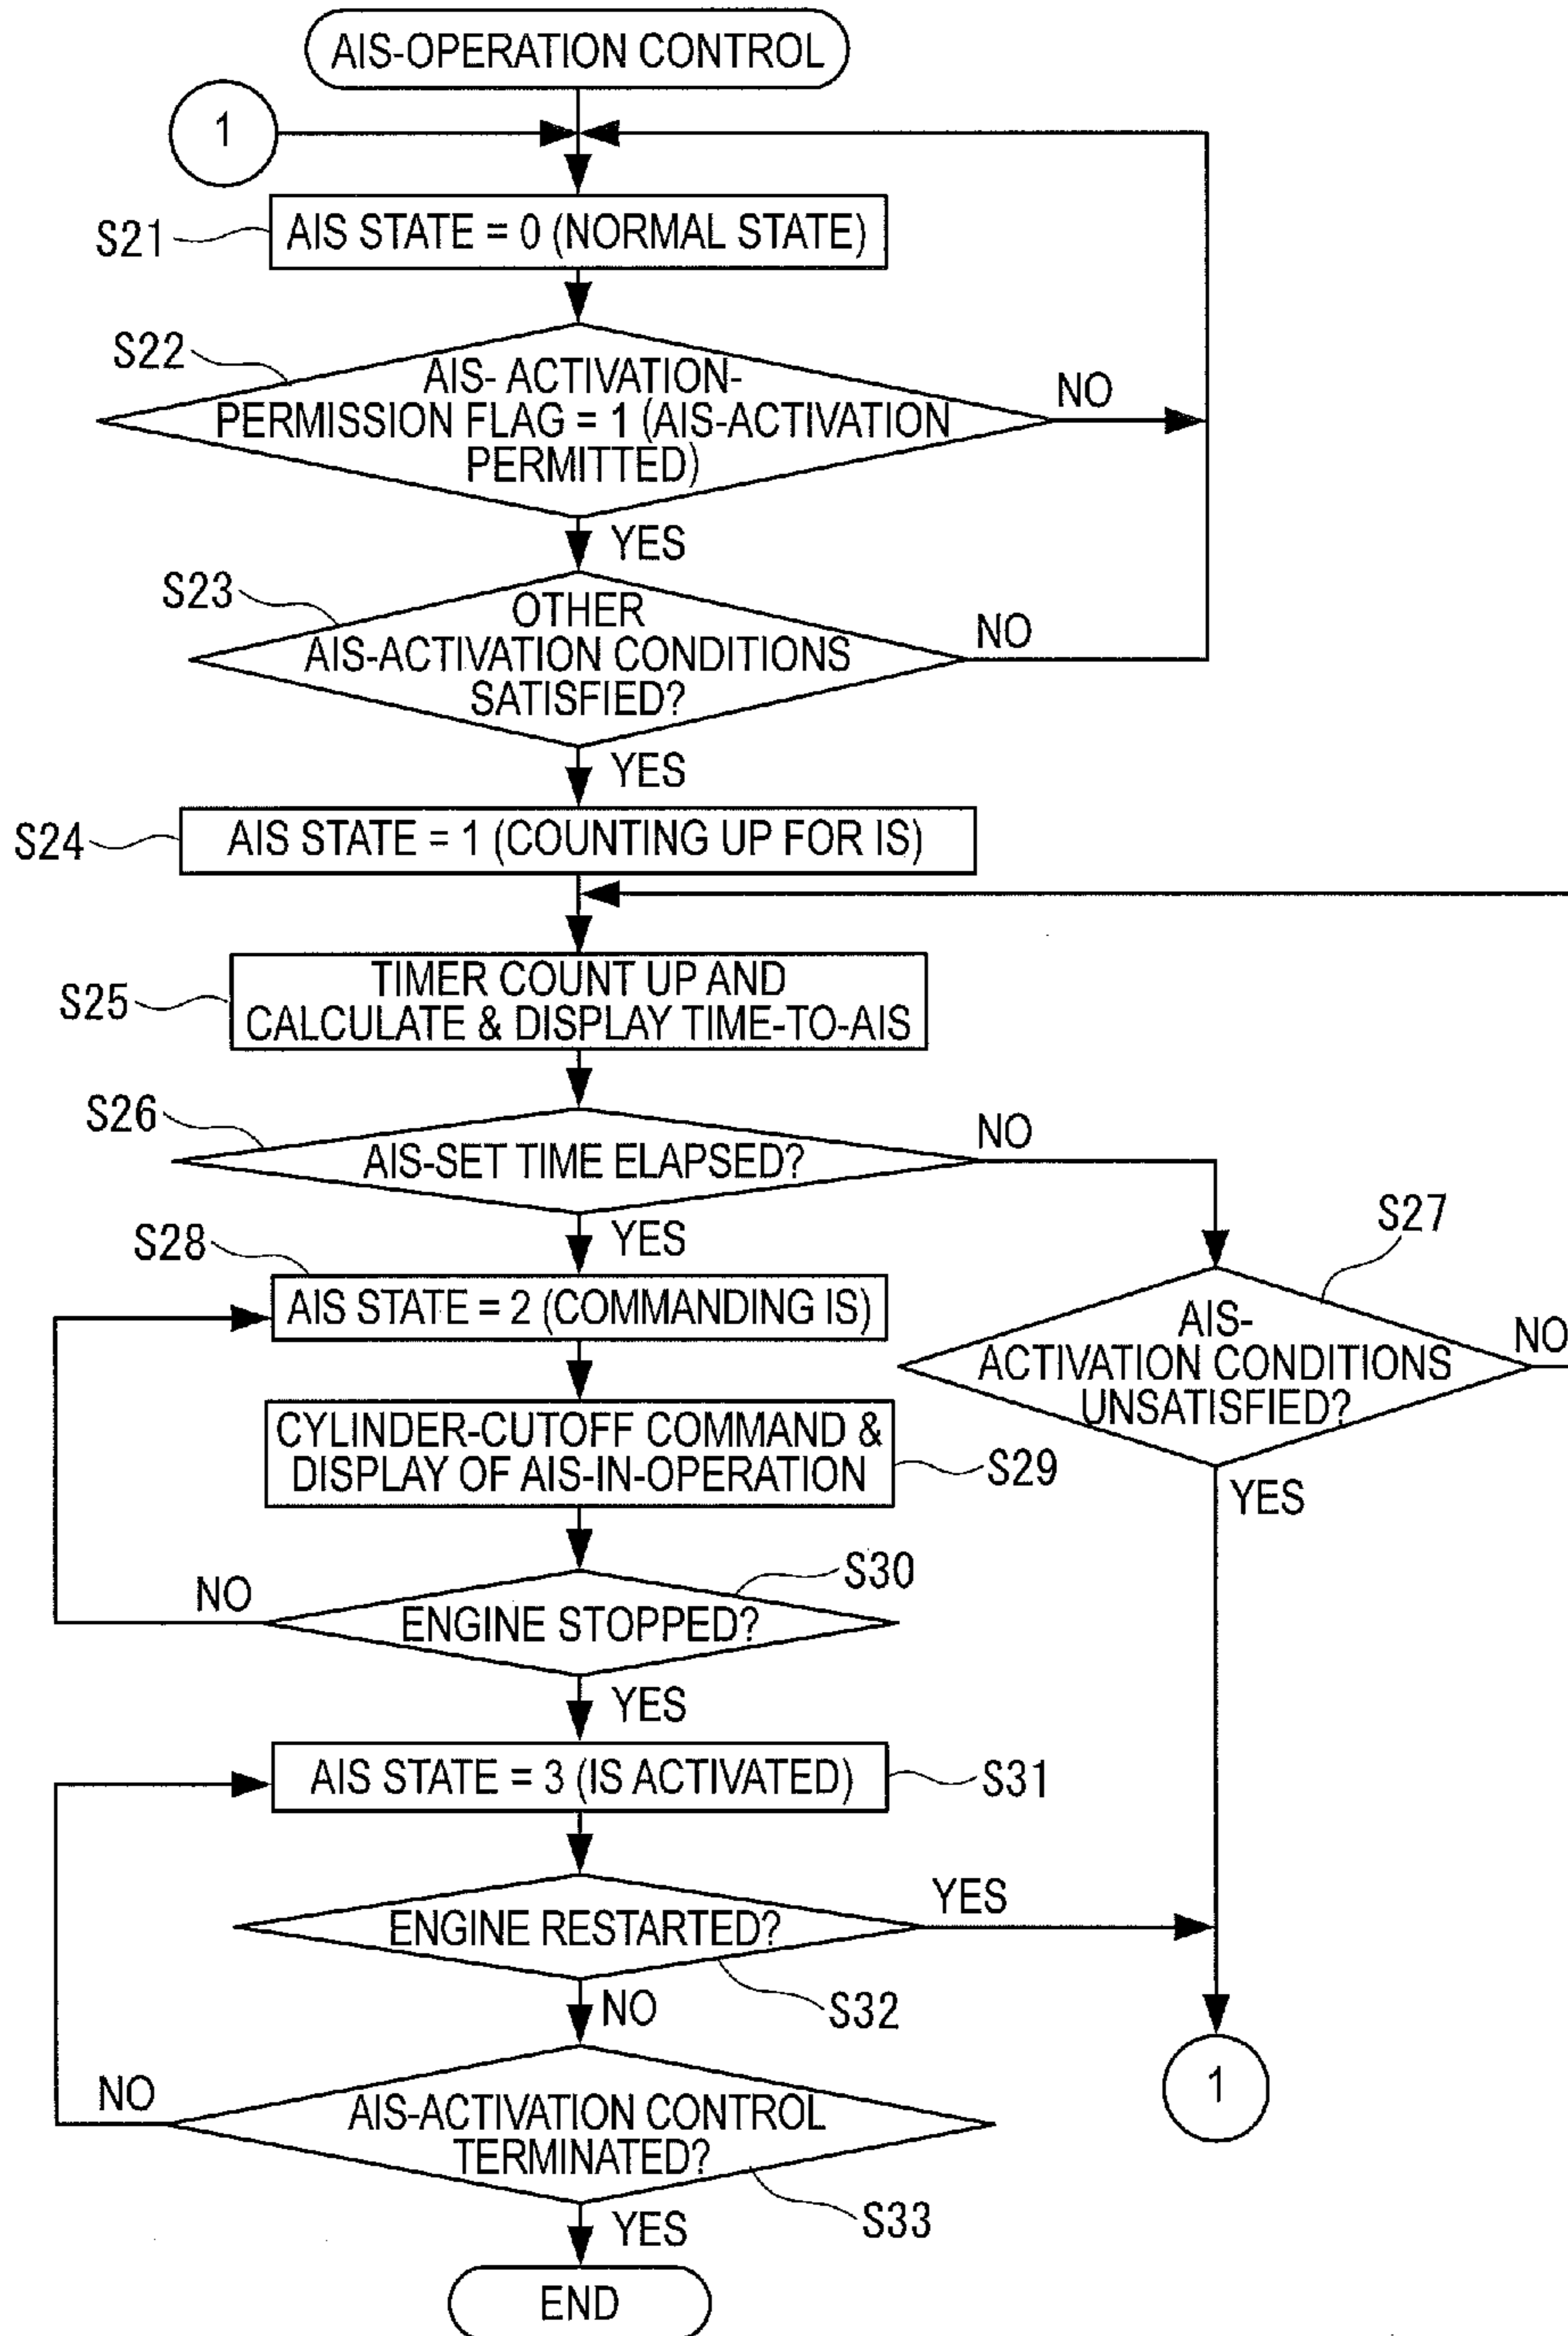 AIS-OPERATION CONTROL
1
S21
AIS STATE = 0 (NORMAL STATE)
S22
AIS- ACTIVATION-
PERMISSION FLAG = 1 (AIS-ACTIVATION
PERMITTED)
NO
YES
S23
OTHER
AIS-ACTIVATION CONDITIONS
SATISFIED?
NO
YES
S24
AIS STATE = 1 (COUNTING UP FOR IS)
S25
TIMER COUNT UP AND
CALCULATE & DISPLAY TIME-TO-AIS
S26
AIS-SET TIME ELAPSED?
NO
YES
S27
AIS-
ACTIVATION CONDITIONS
UNSATISFIED?
NO
YES
S28
AIS STATE = 2 (COMMANDING IS)
CYLINDER-CUTOFF COMMAND &
DISPLAY OF AIS-IN-OPERATION
S29
S30
ENGINE STOPPED?
NO
YES
AIS STATE = 3 (IS ACTIVATED)
S31
ENGINE RESTARTED?
YES
S32
NO
1
AIS-ACTIVATION CONTROL
TERMINATED?
NO
S33
YES
END